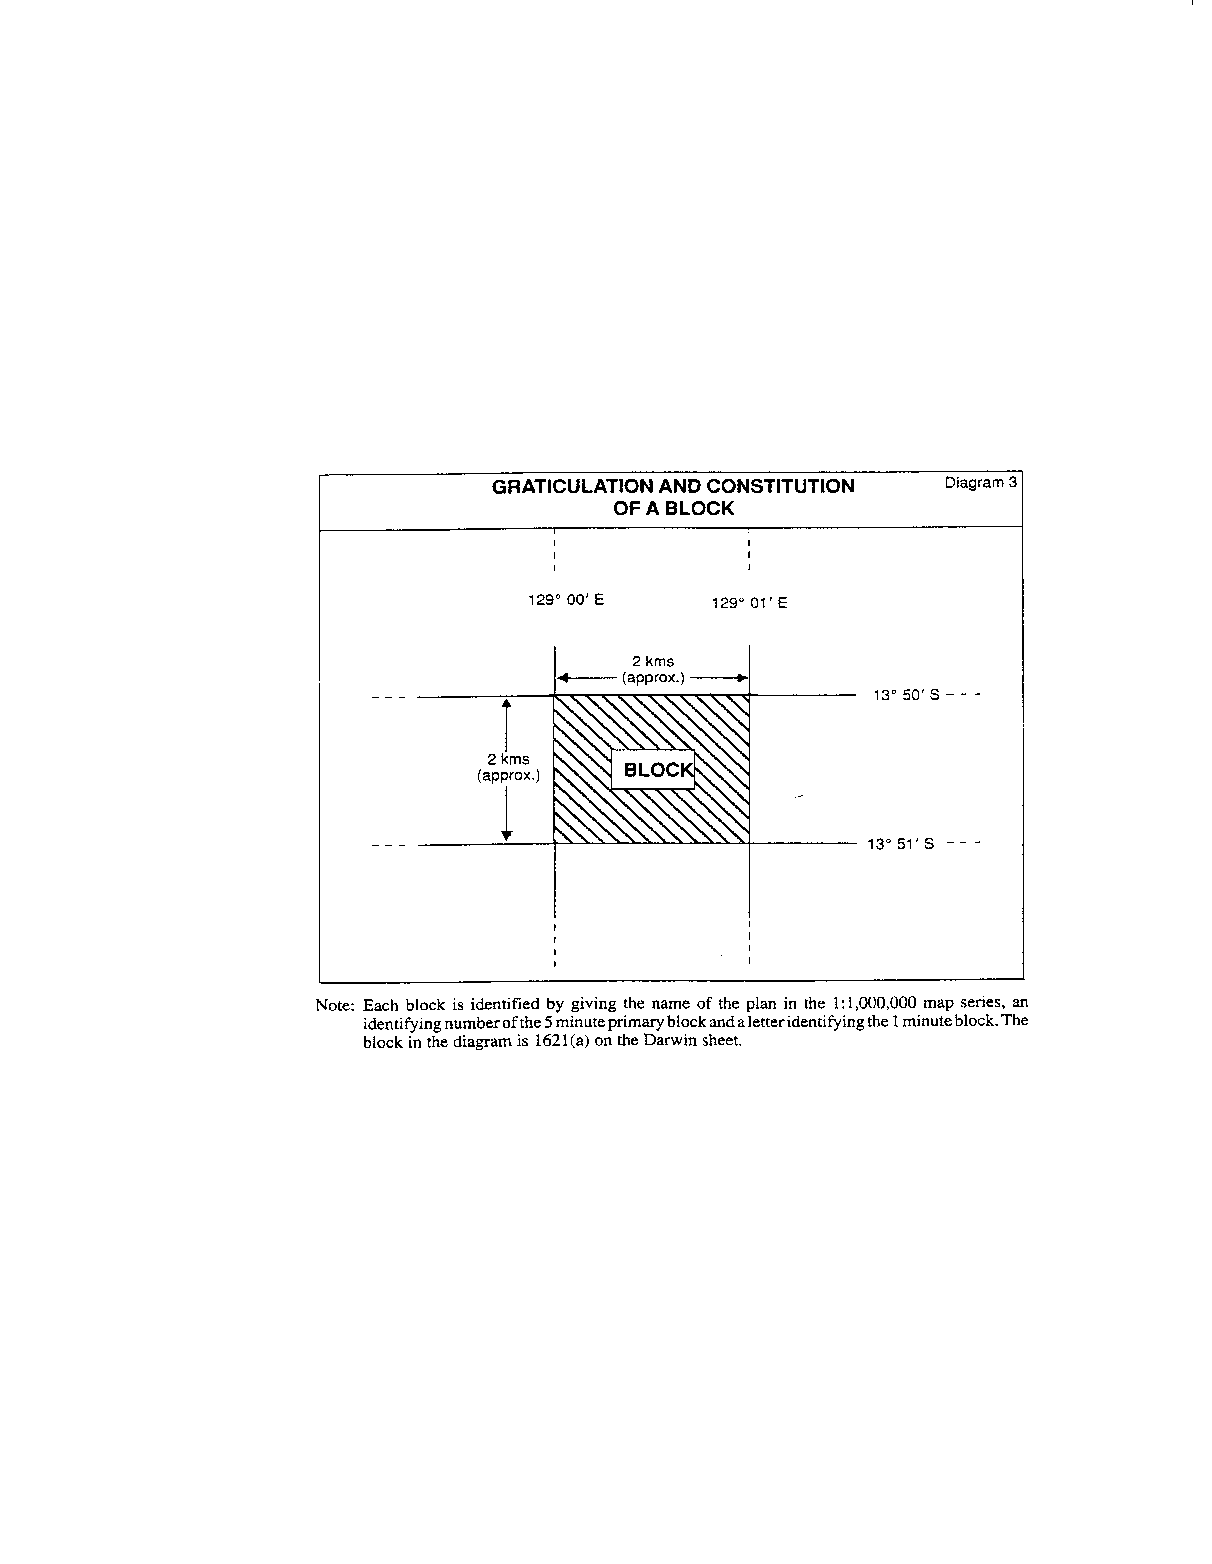 GRATICULATION AND CONSTITUTION
OF A BLOCK
Diagram 3
129° 00' E
129° 01' E
2 kms
(approx.)
13° 50' S
2 kms
(approx.)
BLOCK
13° 51' S
Note: Each block is identified by giving the name of the plan in the 1:1,000,000 map series, an
identifying number of the 5 minute primary block and a letter identifying the 1 minute block. The
block in the diagram is 1621(a) on the Darwin sheet.